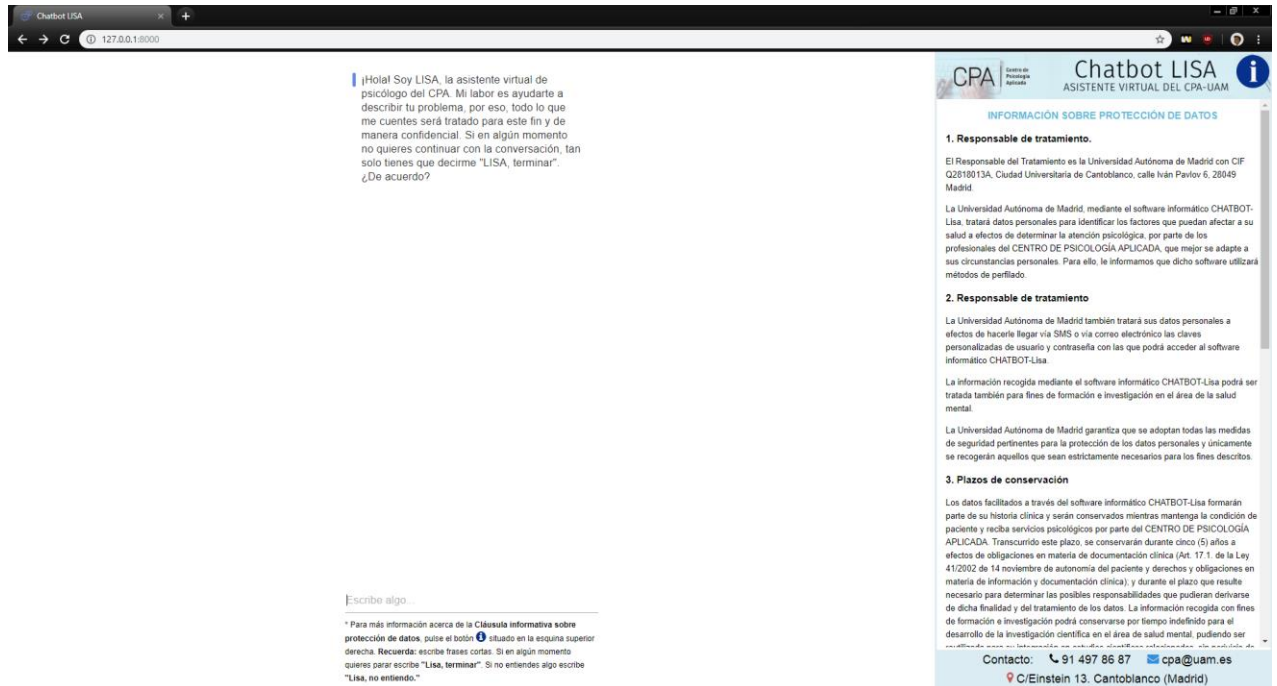 Chatbot LISA
127.0.0.1:8000
¡Hola! Soy LISA, la asistente virtual de
psicólogo del CPA. Mi labor es ayudarte a
describir tu problema, por eso, todo lo que
me cuentes será tratado para este fin y de
manera confidencial. Si en algún momento
no quieres continuar con la conversación, tan
solo tienes que decirme "LISA, terminar".
¿De acuerdo?
Escribe algo...
* Para más información acerca de la Cláusula informativa sobre
protección de datos, pulse el botón i situado en la esquina superior
derecha. Recuerda: escribe frases cortas. Si en algún momento
quieres parar escribe "Lisa, terminar". Si no entiendes algo escribe
"Lisa, no entiendo."
CPA
Centro de
Psicología
Aplicada
Chatbot LISA
ASISTENTE VIRTUAL DEL CPA-UAM
i
INFORMACIÓN SOBRE PROTECCIÓN DE DATOS
1. Responsable de tratamiento.
El Responsable del Tratamiento es la Universidad Autónoma de Madrid con CIF
Q2818013A, Ciudad Universitaria de Cantoblanco, calle Iván Pavlov 6, 28049
Madrid.
La Universidad Autónoma de Madrid, mediante el software informático CHATBOT-
Lisa, tratará datos personales para identificar los factores que puedan afectar a su
salud a efectos de determinar la atención psicológica, por parte de los
profesionales del CENTRO DE PSICOLOGÍA APLICADA, que mejor se adapte a
sus circunstancias personales. Para ello, le informamos que dicho software utilizará
métodos de perfilado.
2. Responsable de tratamiento
La Universidad Autónoma de Madrid también tratará sus datos personales a
efectos de hacerle llegar vía SMS o vía correo electrónico las claves
personalizadas de usuario y contraseña con las que podrá acceder al software
informático CHATBOT-Lisa.
La información recogida mediante el software informático CHATBOT-Lisa podrá ser
tratada también para fines de formación e investigación en el área de la salud
mental.
La Universidad Autónoma de Madrid garantiza que se adoptan todas las medidas
de seguridad pertinentes para la protección de los datos personales y únicamente
se recogerán aquellos que sean estrictamente necesarios para los fines descritos.
3. Plazos de conservación
Los datos facilitados a través del software informático CHATBOT-Lisa formarán
parte de su historia clínica y serán conservados mientras mantenga la condición de
paciente y reciba servicios psicológicos por parte del CENTRO DE PSICOLOGÍA
APLICADA. Transcurrido este plazo, se conservarán durante cinco (5) años a
efectos de obligaciones en materia de documentación clínica (Art. 17.1. de la Ley
41/2002 de 14 noviembre de autonomía del paciente y derechos y obligaciones en
materia de información y documentación clínica); y durante el plazo que resulte
necesario para determinar las posibles responsabilidades que pudieran derivarse
de dicha finalidad y del tratamiento de los datos. La información recogida con fines
de formación e investigación podrá conservarse por tiempo indefinido para el
desarrollo de la investigación científica en el área de salud mental, pudiendo ser
Contacto: 91 497 86 87 cpa@uam.es
C/Einstein 13. Cantoblanco (Madrid)